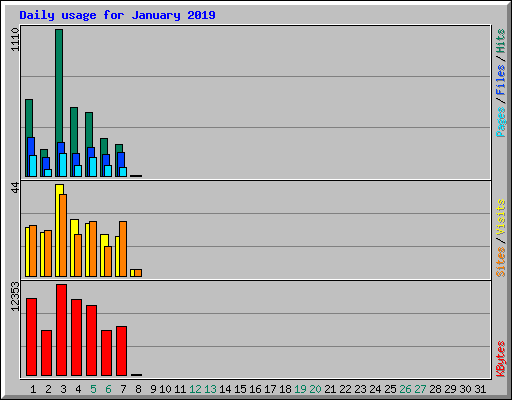 Daily usage for January 2019
1110
Pages / Files / Hits
44
Sites / Visits
12353
KBytes
1 2 3 4 5 6 7 8 9 10 11 12 13 14 15 16 17 18 19 20 21 22 23 24 25 26 27 28 29 30 31